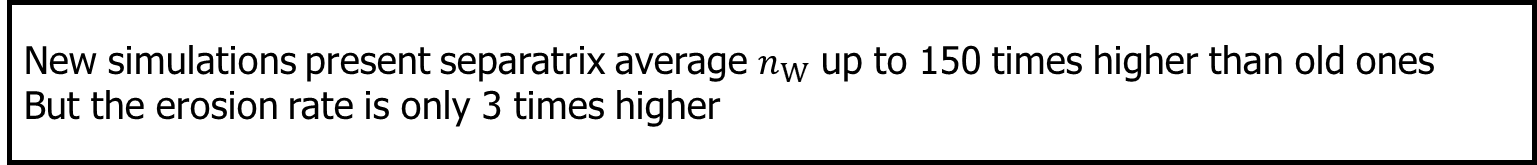 New simulations present separatrix average n_W up to 150 times higher than old ones
But the erosion rate is only 3 times higher